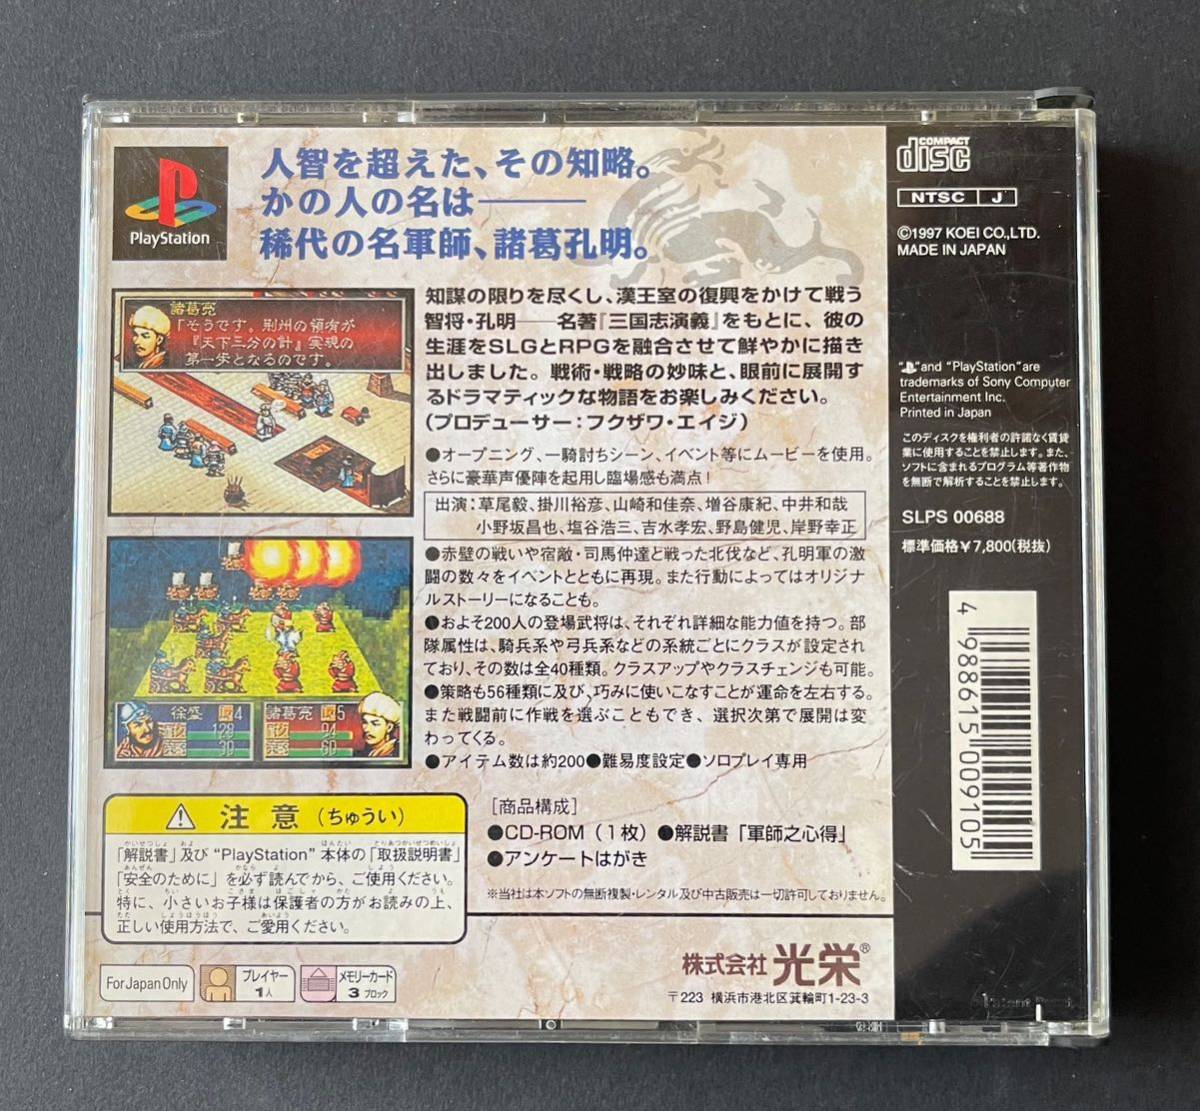 PlayStation
人智を超えた、その知略。
かの人の名は――――
稀代の名軍師、諸葛孔明。
諸葛亮
「そうです。荊州の領有が
『天下三分の計』実現の
第一歩となるのです。
知謀の限りを尽くし、漢王室の復興をかけて戦う
智将・孔明――名著『三国志演義』をもとに、彼の
生涯をSLGとRPGを融合させて鮮やかに描き
出しました。戦術・戦略の妙味と、眼前に展開す
るドラマティックな物語をお楽しみください。
(プロデューサー:フクザワ・エイジ)
●オープニング、一騎討ちシーン、イベント等にムービーを使用。
さらに豪華声優陣を起用し臨場感も満点!
出演:草尾毅、掛川裕彦、山崎和佳奈、増谷康紀、中井和哉
小野坂昌也、塩谷浩三、吉水孝宏、野島健児、岸野幸正
●赤壁の戦いや宿敵・司馬仲達と戦った北伐など、孔明軍の激
闘の数々をイベントとともに再現。また行動によってはオリジナ
ルストーリーになることも。
●およそ200人の登場武将は、それぞれ詳細な能力値を持つ。部
隊属性は、騎兵系や弓兵系などの系統ごとにクラスが設定され
ており、その数は全40種類。クラスアップやクラスチェンジも可能。
●策略も56種類に及び、巧みに使いこなすことが運命を左右する。
また戦闘前に作戦を選ぶこともでき、選択次第で展開は変
わってくる。
●アイテム数は約200●難易度設定●ソロプレイ専用
徐盛 4
128
30
諸葛亮 5
94
60
注意(ちゅうい)
「解説書」及び“PlayStation”本体の「取扱説明書」
「安全のために」を必ず読んでから、ご使用ください。
特に、小さいお子様は保護者の方がお読みの上、
正しい使用方法で、ご愛用ください。
[商品構成]
●CD-ROM(1枚)●解説書「軍師之心得」
●アンケートはがき
※当社は本ソフトの無断複製・レンタル及び中古販売は一切許可しておりません。
For Japan Only
プレイヤー
1人
メモリーカード
3 ブロック
株式会社 光栄®
〒223 横浜市港北区箕輪町1-23-3
COMPACT
disc
NTSC J
©1997 KOEI CO.,LTD.
MADE IN JAPAN
" " and "PlayStation" are
trademarks of Sony Computer
Entertainment Inc.
Printed in Japan
このディスクを権利者の許諾なく賃貸
業に使用することを禁止します。また、
ソフトに含まれるプログラム等著作物
を無断で解析することを禁止します。
SLPS 00688
標準価格¥7,800(税抜)
4 988615 009105